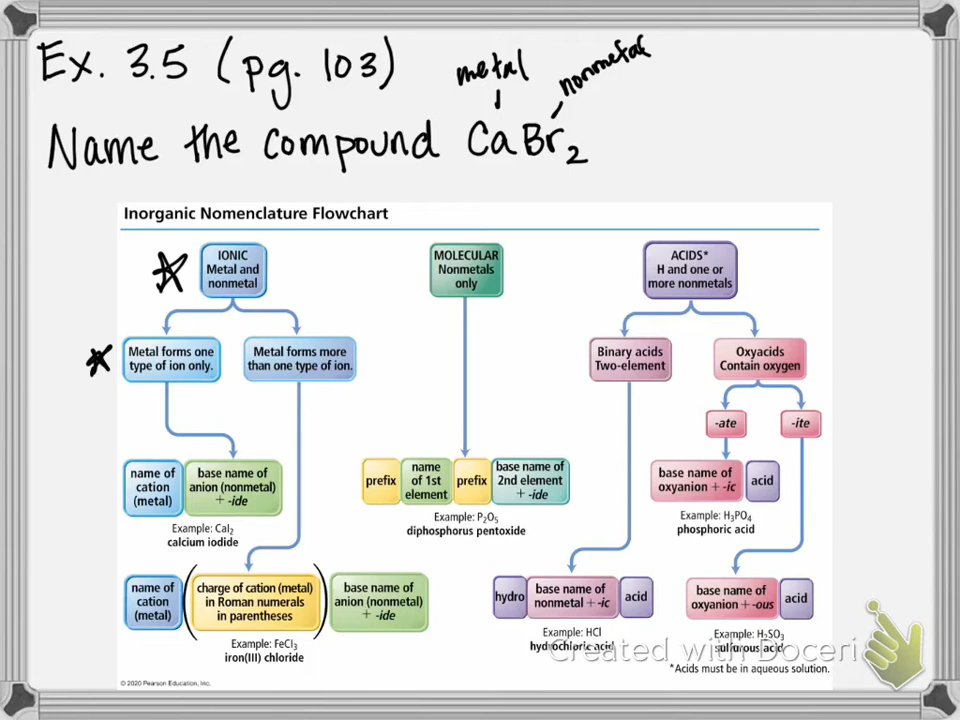 Ex. 3.5 (pg. 103)
metal
nonmetal
Name the compound CaBr2
Inorganic Nomenclature Flowchart
IONIC
Metal and
nonmetal
MOLECULAR
Nonmetals
only
ACIDS*
H and one or
more nonmetals
Metal forms one
type of ion only.
Metal forms more
than one type of ion.
Binary acids
Two-element
Oxyacids
Contain oxygen
-ate
-ite
name of
cation
(metal)
base name of
anion (nonmetal)
+ -ide
Example: CaI2
calcium iodide
prefix
name
of 1st
element
prefix
base name of
2nd element
+ -ide
Example: P2O5
diphosphorus pentoxide
base name of
oxyanion + -ic
acid
Example: H3PO4
phosphoric acid
name of
cation
(metal)
charge of cation (metal)
in Roman numerals
in parentheses
base name of
anion (nonmetal)
+ -ide
Example: FeCl3
iron(III) chloride
hydro
base name of
nonmetal + -ic
acid
Example: HCl
hydrochloric acid
base name of
oxyanion + -ous
acid
Example: H2SO3
sulfurous acid
Created with Doceri
*Acids must be in aqueous solution.
© 2020 Pearson Education, Inc.